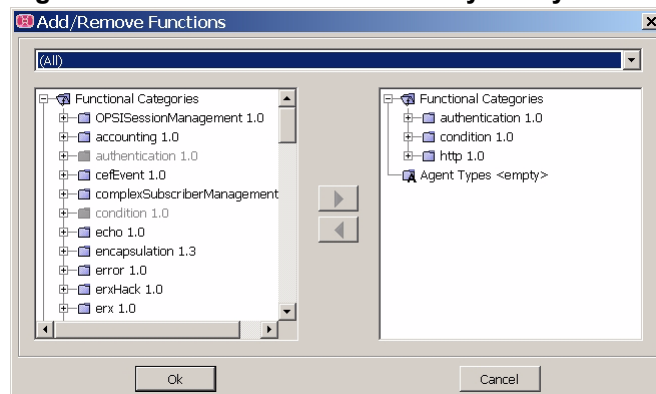 Add/Remove Functions
(All)
Functional Categories
OPSISessionManagement 1.0
accounting 1.0
authentication 1.0
cefEvent 1.0
complexSubscriberManagement
condition 1.0
echo 1.0
encapsulation 1.3
error 1.0
erxHack 1.0
erx 1.0
Functional Categories
authentication 1.0
condition 1.0
http 1.0
Agent Types <empty>
Ok
Cancel